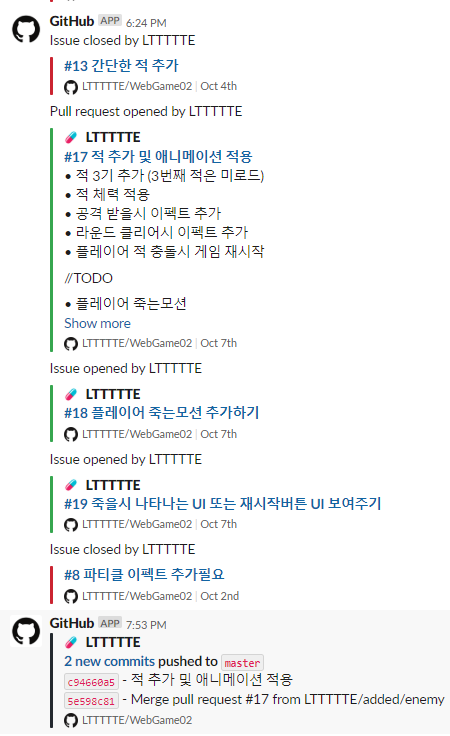 GitHub APP 6:24 PM
Issue closed by LTTTTTE
#13 간단한 적 추가
LTTTTTE/WebGame02 | Oct 4th
Pull request opened by LTTTTTE
LTTTTTE
#17 적 추가 및 애니메이션 적용
• 적 3기 추가 (3번째 적은 미로드)
• 적 체력 적용
• 공격 받을시 이펙트 추가
• 라운드 클리어시 이펙트 추가
• 플레이어 적 충돌시 게임 재시작
//TODO
• 플레이어 죽는모션
Show more
LTTTTTE/WebGame02 | Oct 7th
Issue opened by LTTTTTE
LTTTTTE
#18 플레이어 죽는모션 추가하기
LTTTTTE/WebGame02 | Oct 7th
Issue opened by LTTTTTE
LTTTTTE
#19 죽을시 나타나는 UI 또는 재시작버튼 UI 보여주기
LTTTTTE/WebGame02 | Oct 7th
Issue closed by LTTTTTE
#8 파티클 이펙트 추가필요
LTTTTTE/WebGame02 | Oct 2nd
GitHub APP 7:53 PM
LTTTTTE
2 new commits pushed to master
c94660a5 - 적 추가 및 애니메이션 적용
5e598c81 - Merge pull request #17 from LTTTTTE/added/enemy
LTTTTTE/WebGame02